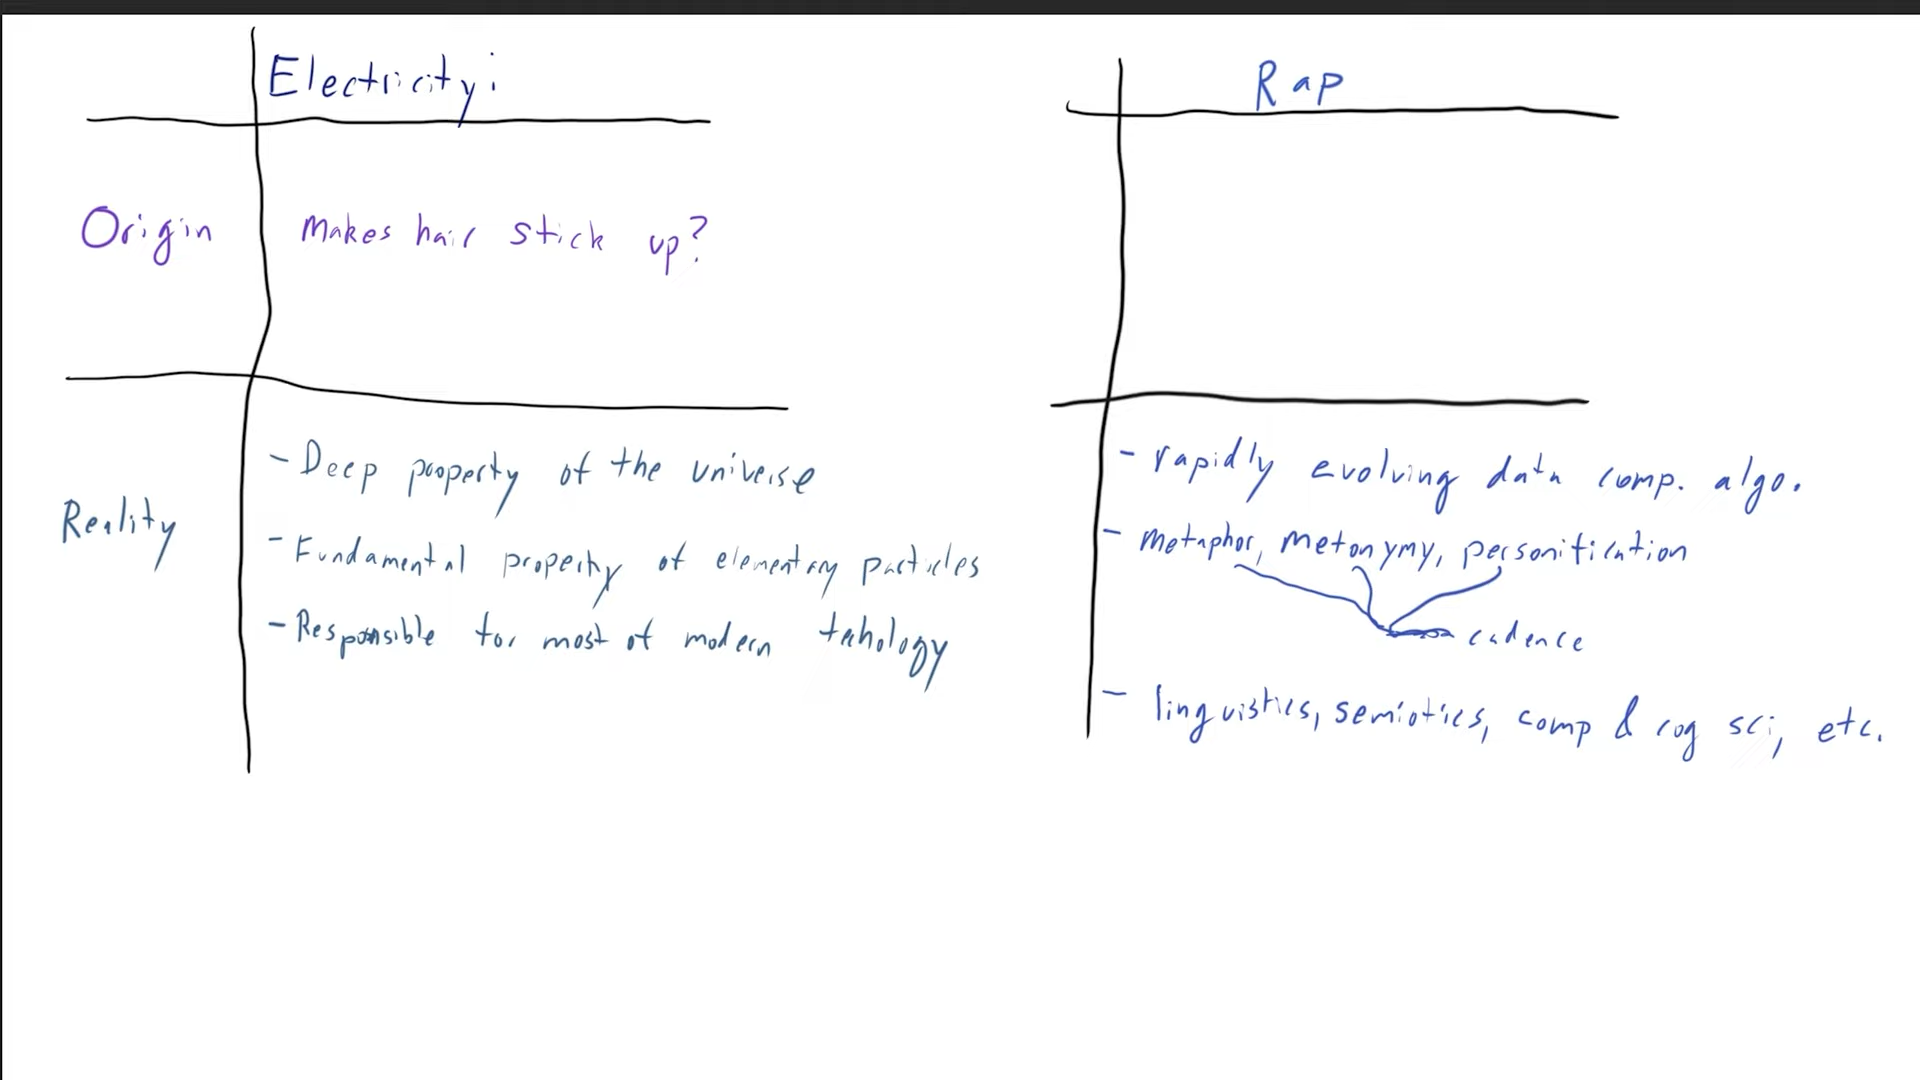 Electricity:
Origin
Makes hair stick up?
Reality
- Deep pooperty of the universe
- Fundamental property of elementary particles
- Responsible for most of modern tehology
Rap
- rapidly evolving data comp. algo.
- metaphor, metonymy, personification
cadence
- linguistics, semiotics, comp & cog sci, etc.